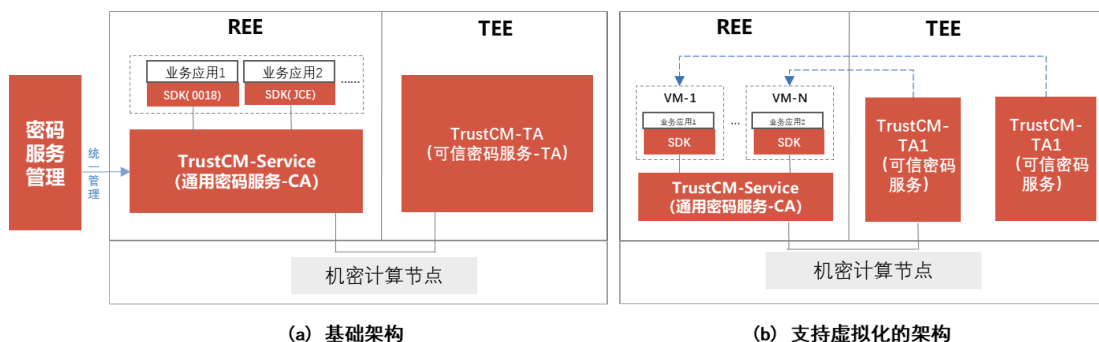 密码
服务
管理
统一管理
REE
TEE
业务应用1
业务应用2
......
SDK(0018)
SDK(JCE)
TrustCM-Service
(通用密码服务-CA)
TrustCM-TA
(可信密码服务-TA)
机密计算节点
(a) 基础架构
REE
TEE
VM-1
...
VM-N
业务应用1
业务应用2
SDK
SDK
TrustCM-Service
(通用密码服务-CA)
TrustCM-
TA1
(可信密码
服务)
TrustCM-
TA1
(可信密码
服务)
机密计算节点
(b) 支持虚拟化的架构